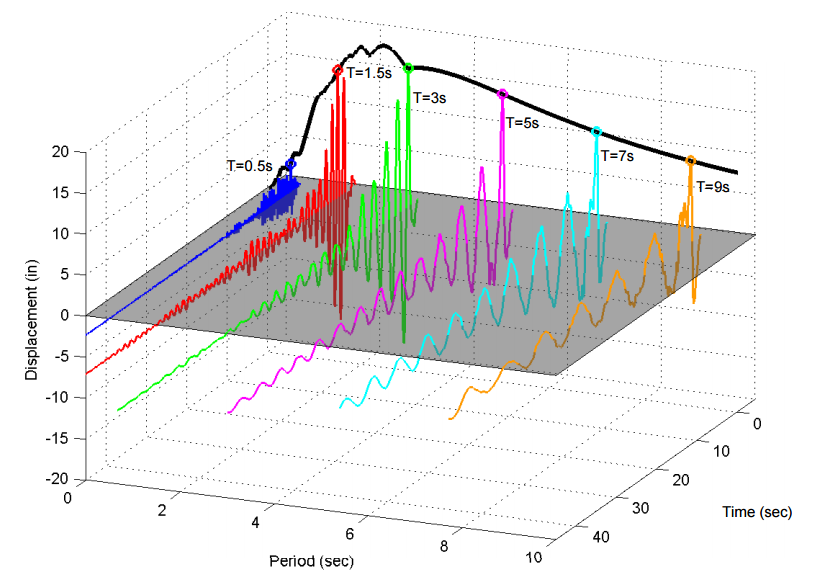 T=1.5s
T=3s
T=5s
T=0.5s
T=7s
T=9s
20
15
10
5
0
-5
-10
-15
-20
Displacement (in)
0
2
4
6
8
10
Period (sec)
0
10
20
30
40
Time (sec)